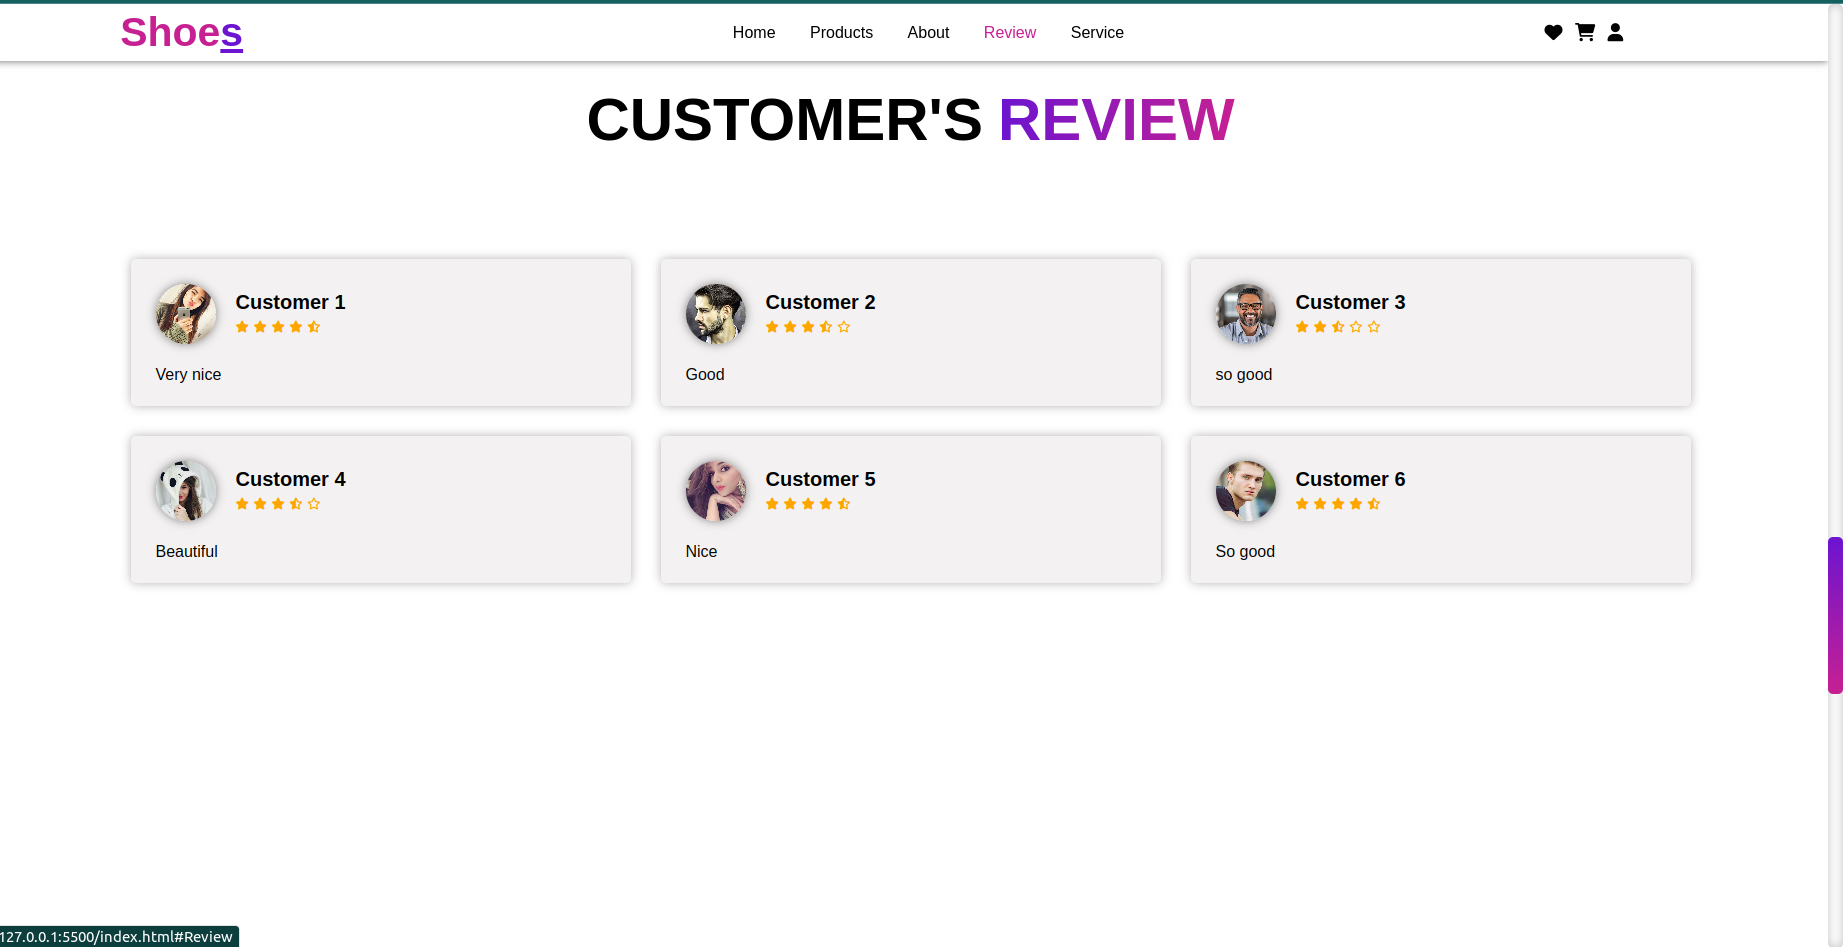 Shoes
Home Products About Review Service
CUSTOMER'S REVIEW
Customer 1
Very nice
Customer 2
Good
Customer 3
so good
Customer 4
Beautiful
Customer 5
Nice
Customer 6
So good
127.0.0.1:5500/index.html#Review